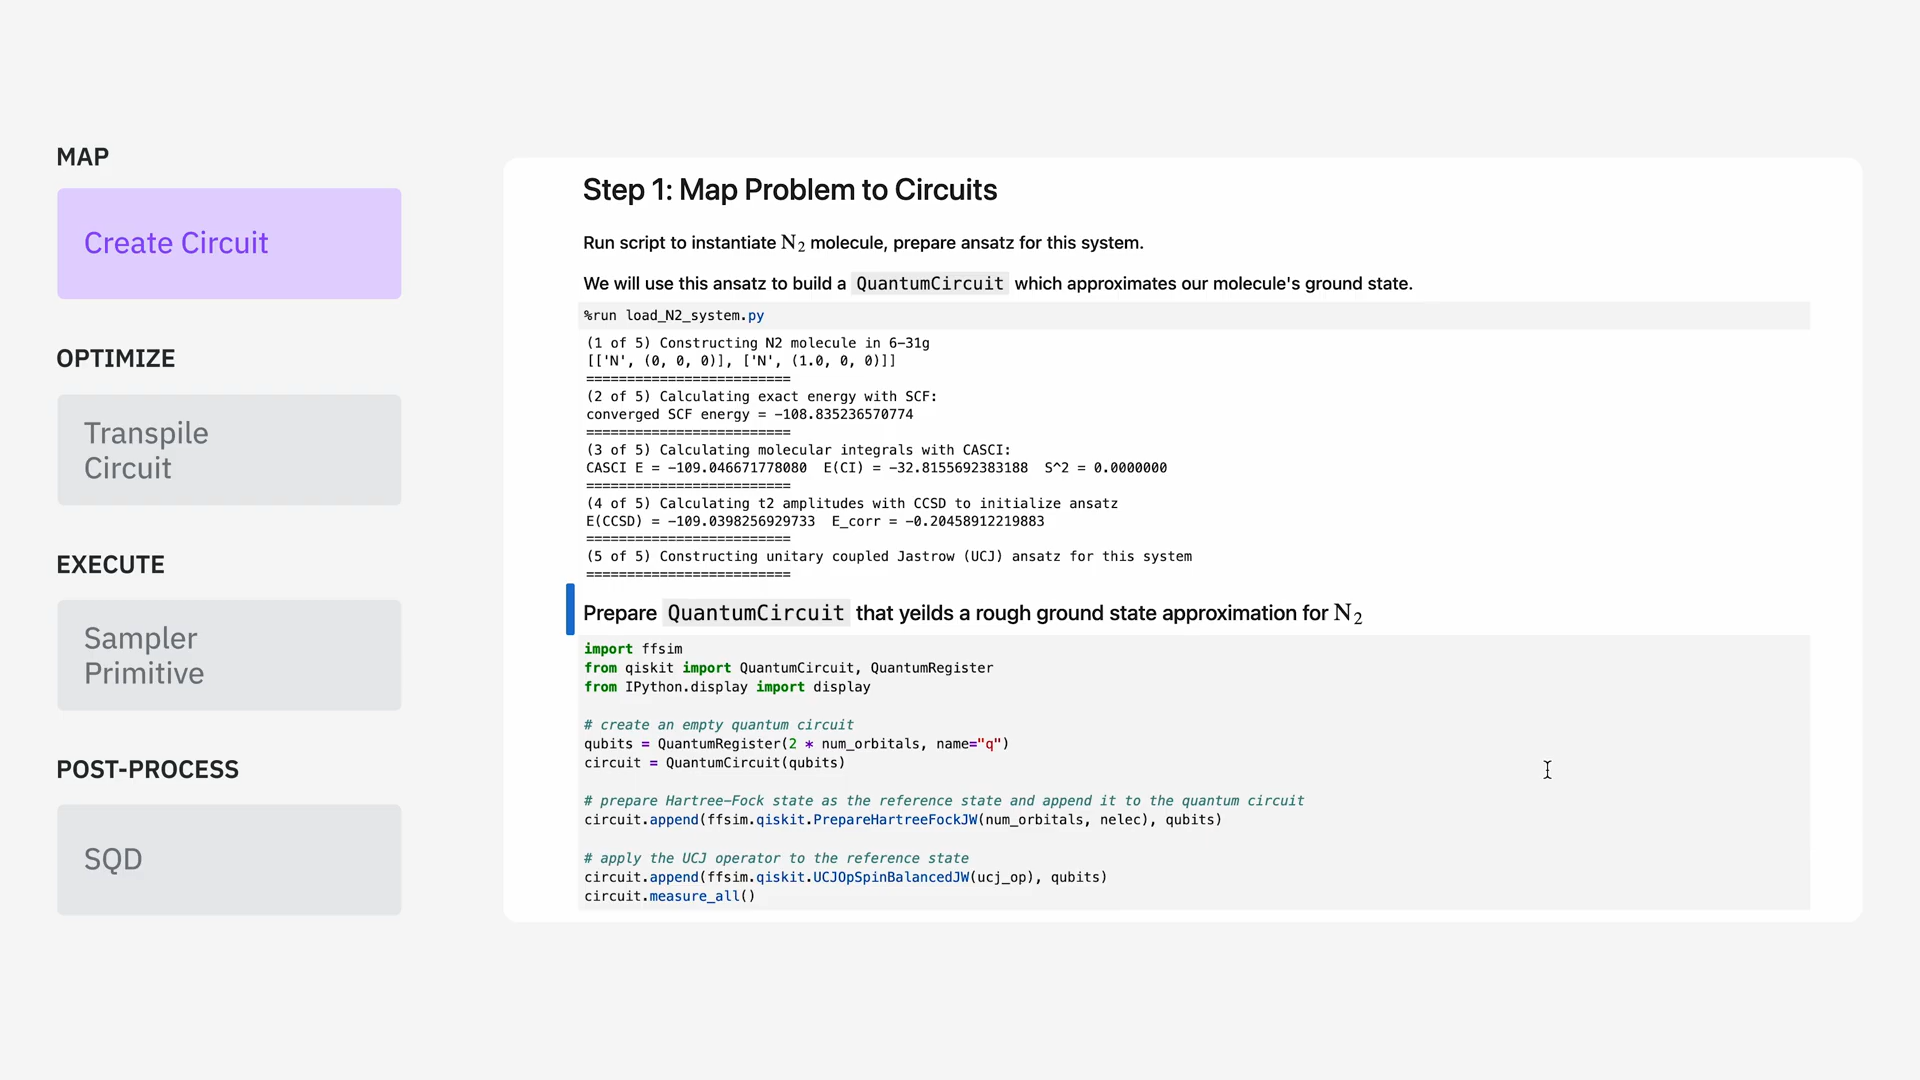 MAP
Create Circuit
OPTIMIZE
Transpile
Circuit
EXECUTE
Sampler
Primitive
POST-PROCESS
SQD
Step 1: Map Problem to Circuits
Run script to instantiate N2 molecule, prepare ansatz for this system.
We will use this ansatz to build a QuantumCircuit which approximates our molecule's ground state.
%run load_N2_system.py
(1 of 5) Constructing N2 molecule in 6-31g
[['N', (0, 0, 0)], ['N', (1.0, 0, 0)]]
=========================
(2 of 5) Calculating exact energy with SCF:
converged SCF energy = -108.835236570774
=========================
(3 of 5) Calculating molecular integrals with CASCI:
CASCI E = -109.046671778080  E(CI) = -32.8155692383188  S^2 = 0.0000000
=========================
(4 of 5) Calculating t2 amplitudes with CCSD to initialize ansatz
E(CCSD) = -109.0398256929733  E_corr = -0.20458912219883
=========================
(5 of 5) Constructing unitary coupled Jastrow (UCJ) ansatz for this system
=========================
Prepare QuantumCircuit that yeilds a rough ground state approximation for N2
import ffsim
from qiskit import QuantumCircuit, QuantumRegister
from IPython.display import display
# create an empty quantum circuit
qubits = QuantumRegister(2 * num_orbitals, name="q")
circuit = QuantumCircuit(qubits)
# prepare Hartree-Fock state as the reference state and append it to the quantum circuit
circuit.append(ffsim.qiskit.PrepareHartreeFockJW(num_orbitals, nelec), qubits)
# apply the UCJ operator to the reference state
circuit.append(ffsim.qiskit.UCJOpSpinBalancedJW(ucj_op), qubits)
circuit.measure_all()